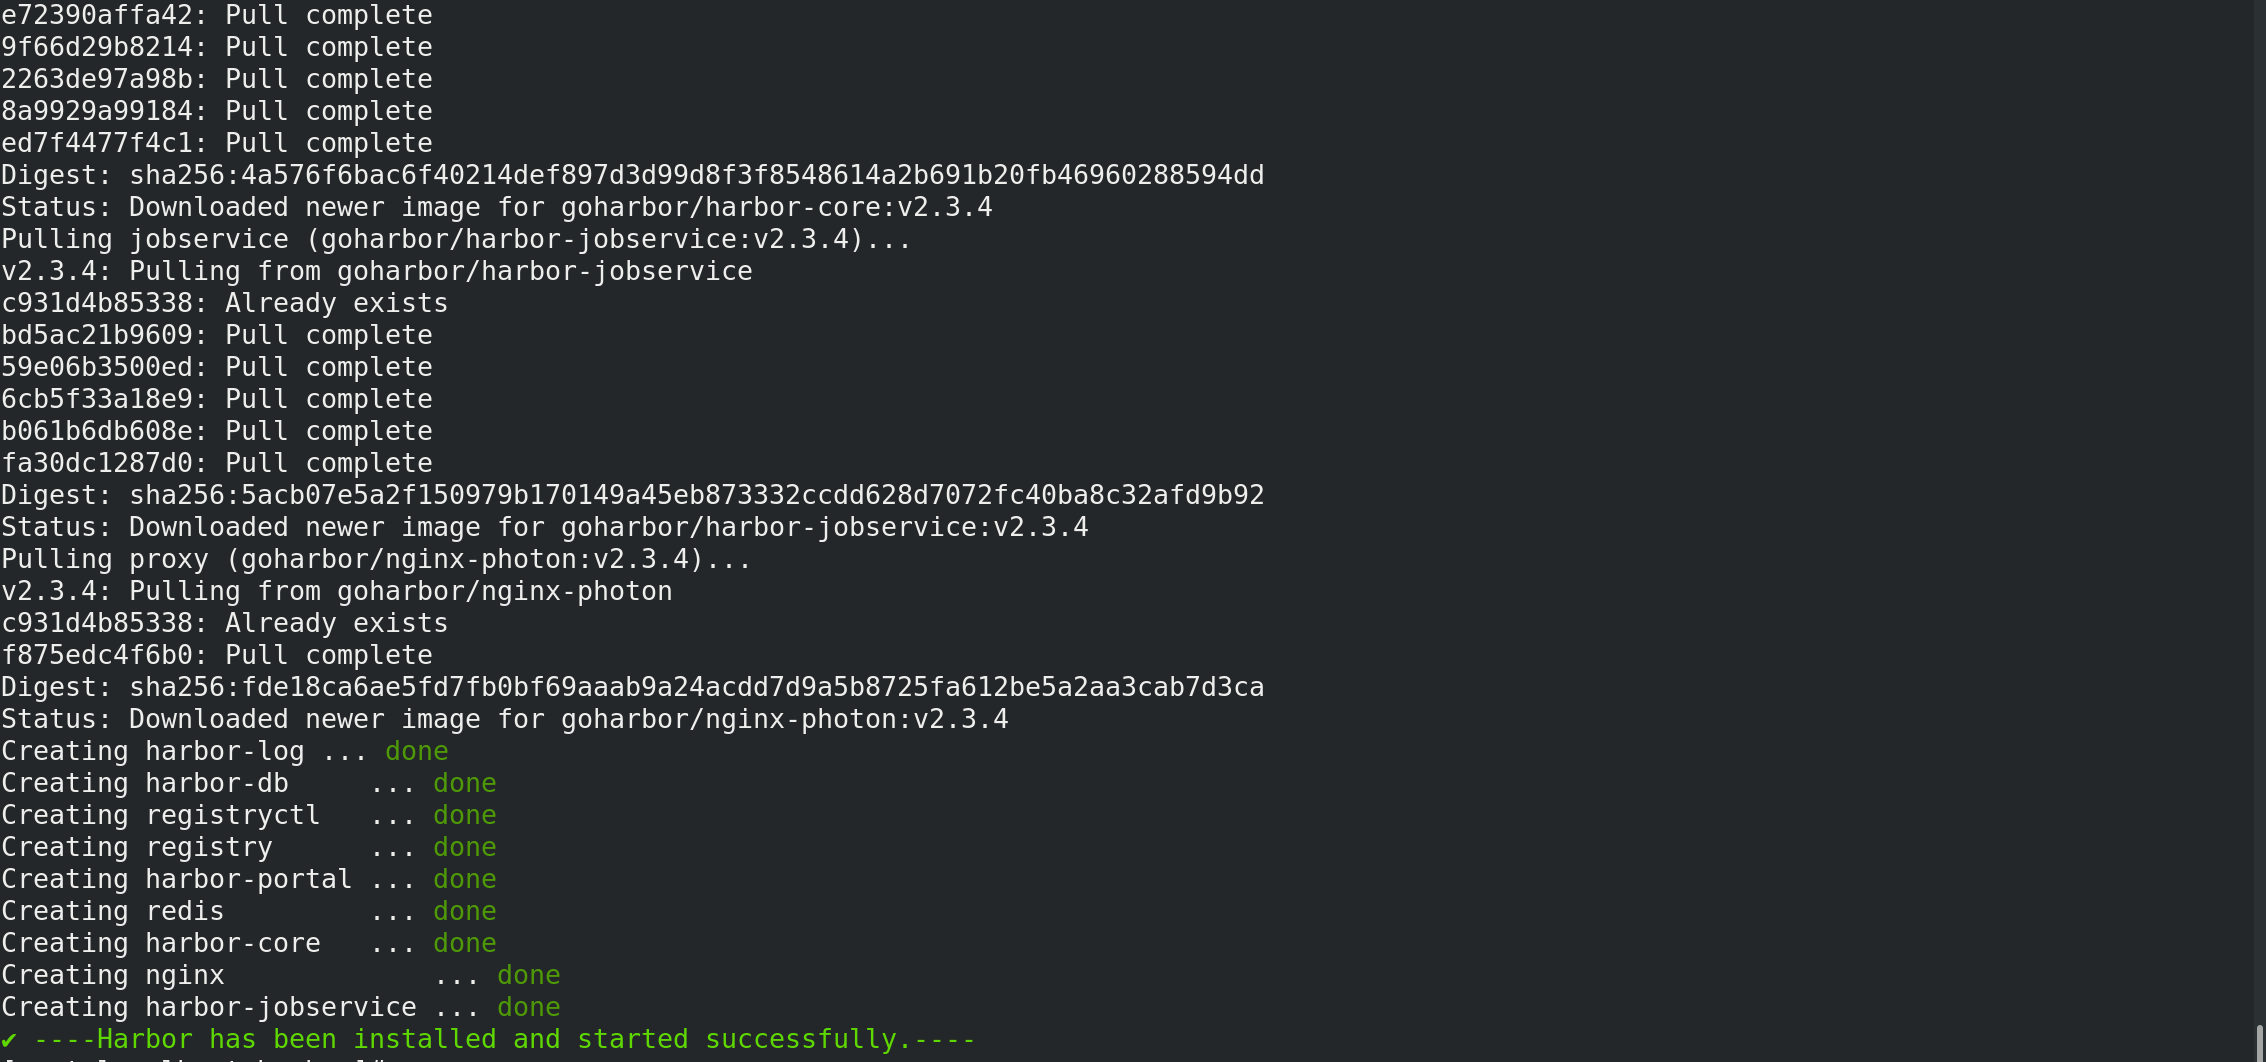 e72390affa42: Pull complete
9f66d29b8214: Pull complete
2263de97a98b: Pull complete
8a9929a99184: Pull complete
ed7f4477f4c1: Pull complete
Digest: sha256:4a576f6bac6f40214def897d3d99d8f3f8548614a2b691b20fb46960288594dd
Status: Downloaded newer image for goharbor/harbor-core:v2.3.4
Pulling jobservice (goharbor/harbor-jobservice:v2.3.4)...
v2.3.4: Pulling from goharbor/harbor-jobservice
c931d4b85338: Already exists
bd5ac21b9609: Pull complete
59e06b3500ed: Pull complete
6cb5f33a18e9: Pull complete
b061b6db608e: Pull complete
fa30dc1287d0: Pull complete
Digest: sha256:5acb07e5a2f150979b170149a45eb873332ccdd628d7072fc40ba8c32afd9b92
Status: Downloaded newer image for goharbor/harbor-jobservice:v2.3.4
Pulling proxy (goharbor/nginx-photon:v2.3.4)...
v2.3.4: Pulling from goharbor/nginx-photon
c931d4b85338: Already exists
f875edc4f6b0: Pull complete
Digest: sha256:fde18ca6ae5fd7fb0bf69aaab9a24acdd7d9a5b8725fa612be5a2aa3cab7d3ca
Status: Downloaded newer image for goharbor/nginx-photon:v2.3.4
Creating harbor-log ... done
Creating harbor-db     ... done
Creating registryctl   ... done
Creating registry      ... done
Creating harbor-portal ... done
Creating redis         ... done
Creating harbor-core   ... done
Creating nginx             ... done
Creating harbor-jobservice ... done
✔ ----Harbor has been installed and started successfully.----